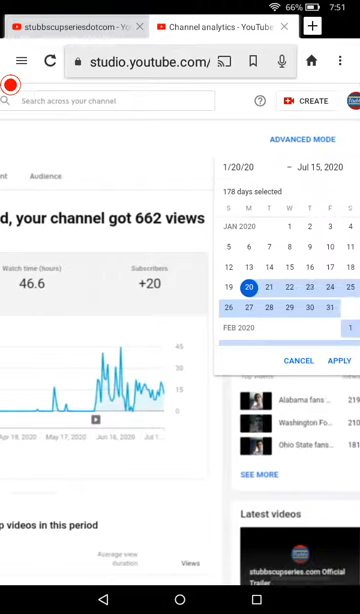 66% 7:51
stubbscupseriesdotcom - Yo
Channel analytics - YouTube
studio.youtube.com/
Search across your channel
CREATE
ADVANCED MODE
1/20/20 – Jul 15, 2020
178 days selected
S M T W T F S
JAN 2020 1 2 3 4
5 6 7 8 9 10 11
12 13 14 15 16 17 18
19 20 21 22 23 24 25
26 27 28 29 30 31
FEB 2020 1
CANCEL APPLY
nt Audience
d, your channel got 662 views
Watch time (hours) Subscribers
46.6 +20
45
30
15
0
Apr 19, 2020 May 17, 2020 Jun 16, 2020 Jul 1...
Alabama fans ... 219
Washington Fo...
Ohio State fans... 181
SEE MORE
p videos in this period
Average view
duration Views
Latest videos
stubbscupseries.com Official
Trailer